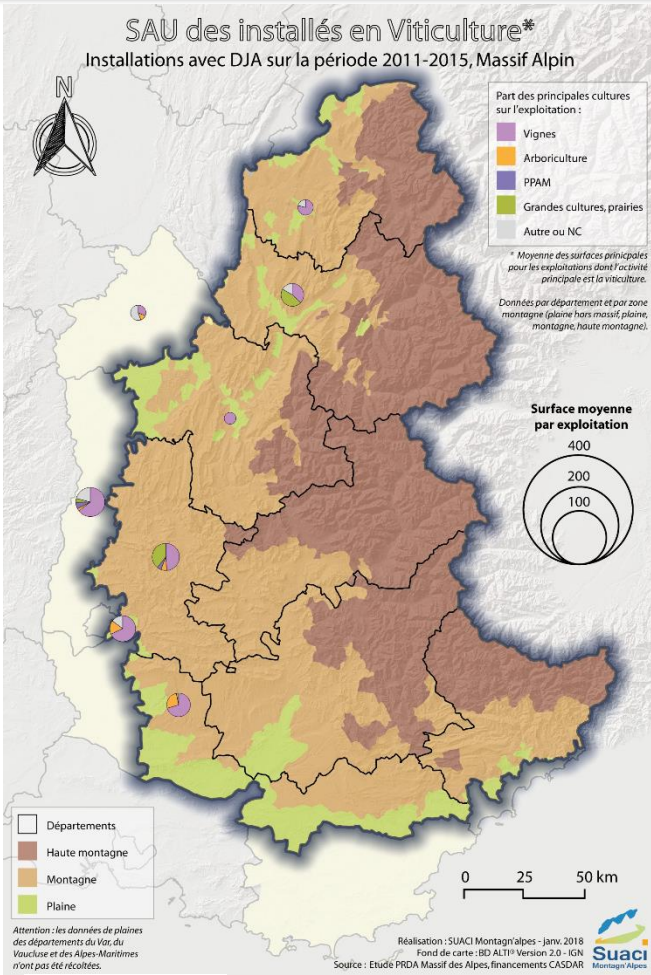 SAU des installés en Viticulture*
Installations avec DJA sur la période 2011-2015, Massif Alpin
N
Part des principales cultures
sur l'exploitation :
Vignes
Arboriculture
PPAM
Grandes cultures, prairies
Autre ou NC
* Moyenne des surfaces prinicpales
pour les exploitations dont l'activité
principale est la viticulture.
Données par département et par zone
montagne (plaine hors massif, plaine,
montagne, haute montagne).
Surface moyenne
par exploitation
400
200
100
Départements
Haute montagne
Montagne
Plaine
Attention : les données de plaines
des départements du Var, du
Vaucluse et des Alpes-Maritimes
n'ont pas été récoltées.
0 25 50 km
Réalisation : SUACI Montagn'alpes - janv. 2018
Fond de carte : BD ALTI® Version 2.0 - IGN
Source : Etude PRDA Massif des Alpes, financements CASDAR
Suaci
Montagn'Alpes